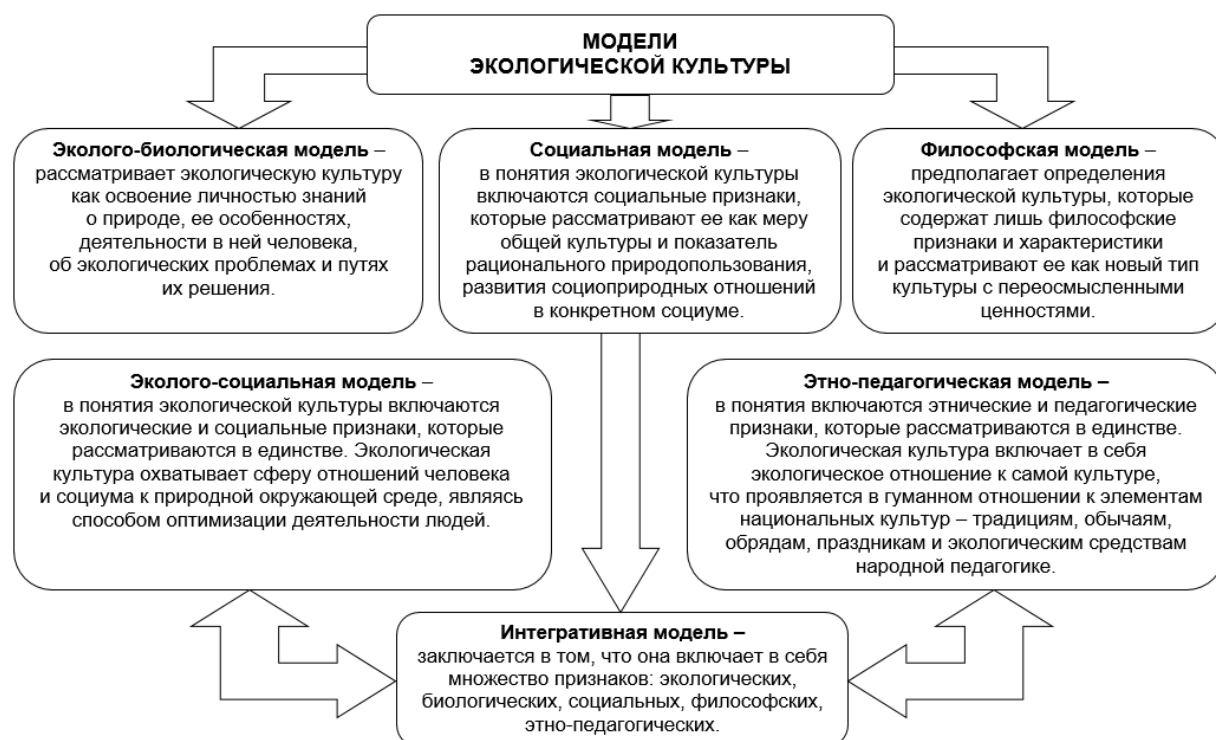 МОДЕЛИ
ЭКОЛОГИЧЕСКОЙ КУЛЬТУРЫ
Эколого-биологическая модель –
рассматривает экологическую культуру
как освоение личностью знаний
о природе, ее особенностях,
деятельности в ней человека,
об экологических проблемах и путях
их решения.
Социальная модель –
в понятия экологической культуры
включаются социальные признаки,
которые рассматривают ее как меру
общей культуры и показатель
рационального природопользования,
развития социоприродных отношений
в конкретном социуме.
Философская модель –
предполагает определения
экологической культуры, которые
содержат лишь философские
признаки и характеристики
и рассматривают ее как новый тип
культуры с переосмысленными
ценностями.
Эколого-социальная модель –
в понятия экологической культуры включаются
экологические и социальные признаки, которые
рассматриваются в единстве. Экологическая
культура охватывает сферу отношений человека
и социума к природной окружающей среде, являясь
способом оптимизации деятельности людей.
Этно-педагогическая модель –
в понятия включаются этнические и педагогические
признаки, которые рассматриваются в единстве.
Экологическая культура включает в себя
экологическое отношение к самой культуре,
что проявляется в гуманном отношении к элементам
национальных культур – традициям, обычаям,
обрядам, праздникам и экологическим средствам
народной педагогике.
Интегративная модель –
заключается в том, что она включает в себя
множество признаков: экологических,
биологических, социальных, философских,
этно-педагогических.